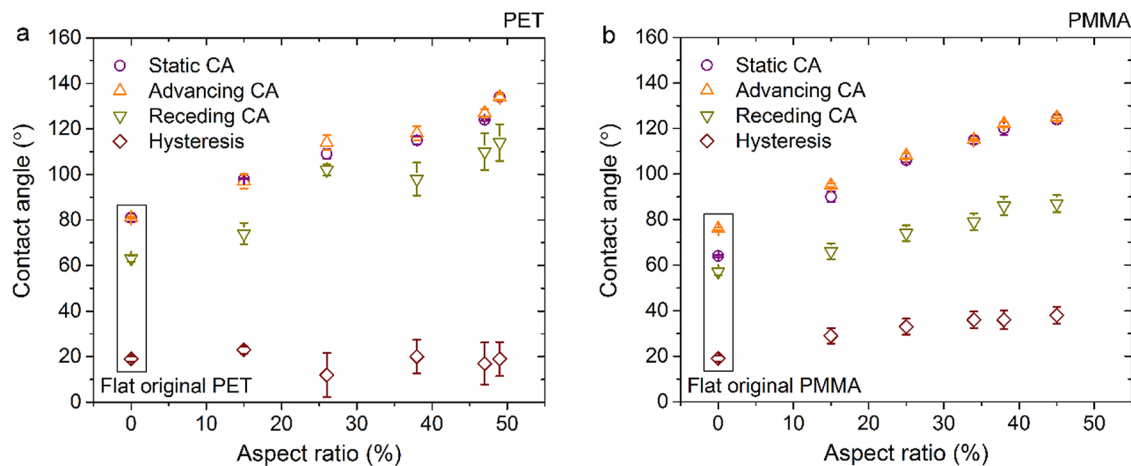 a
PET
160
140
120
100
80
60
40
20
0
Contact angle (°)
Static CA
Advancing CA
Receding CA
Hysteresis
Flat original PET
0 10 20 30 40 50
Aspect ratio (%)
b
PMMA
160
140
120
100
80
60
40
20
0
Contact angle (°)
Static CA
Advancing CA
Receding CA
Hysteresis
Flat original PMMA
0 10 20 30 40 50
Aspect ratio (%)